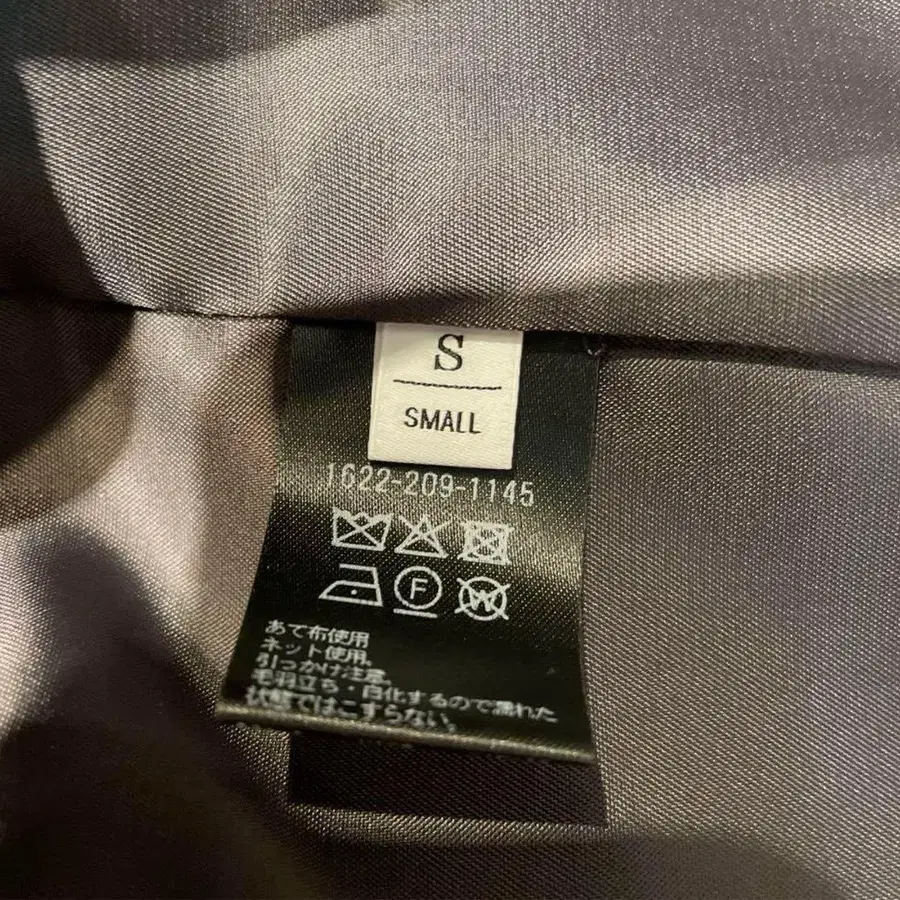 S
SMALL
1622-209-1145
F
W
あて布使用
ネット使用。
引っかけ注意。
毛羽立ち・白化するので濡れた
状態ではこすらない。